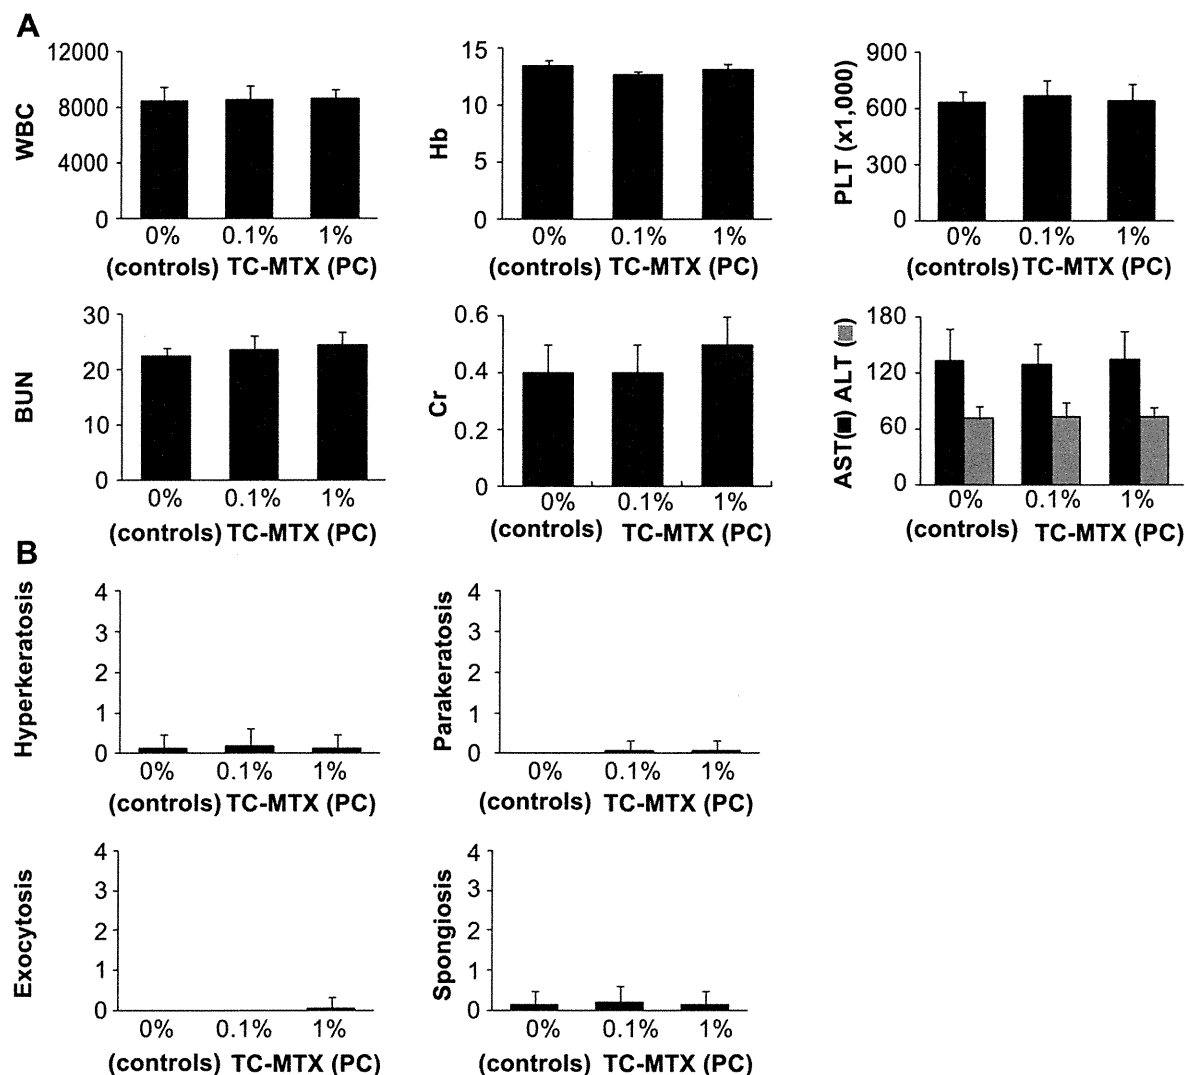 A
WBC
12000
8000
4000
0
0% 0.1% 1%
(controls) TC-MTX (PC)
Hb
15
10
5
0
0% 0.1% 1%
(controls) TC-MTX (PC)
PLT (x1,000)
900
600
300
0
0% 0.1% 1%
(controls) TC-MTX (PC)
BUN
30
20
10
0
0% 0.1% 1%
(controls) TC-MTX (PC)
Cr
0.6
0.4
0.2
0
0% 0.1% 1%
(controls) TC-MTX (PC)
AST(■) ALT (■)
180
120
60
0
0% 0.1% 1%
(controls) TC-MTX (PC)
B
Hyperkeratosis
4
3
2
1
0
0% 0.1% 1%
(controls) TC-MTX (PC)
Parakeratosis
4
3
2
1
0
0% 0.1% 1%
(controls) TC-MTX (PC)
Exocytosis
4
3
2
1
0
0% 0.1% 1%
(controls) TC-MTX (PC)
Spongiosis
4
3
2
1
0
0% 0.1% 1%
(controls) TC-MTX (PC)